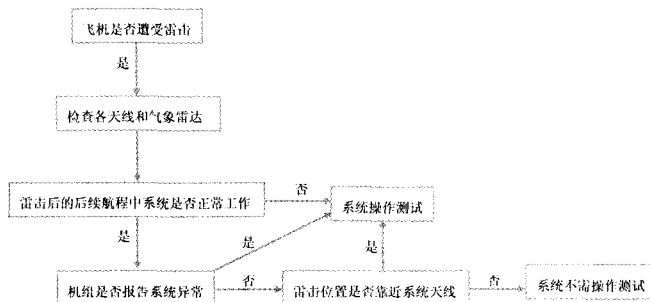 飞机是否遭受雷击
是
检查各天线和气象雷达
雷击后的后续航程中系统是否正常工作
否
系统操作测试
是
是
是
机组是否报告系统异常
否
雷击位置是否靠近系统天线
否
系统不需操作测试